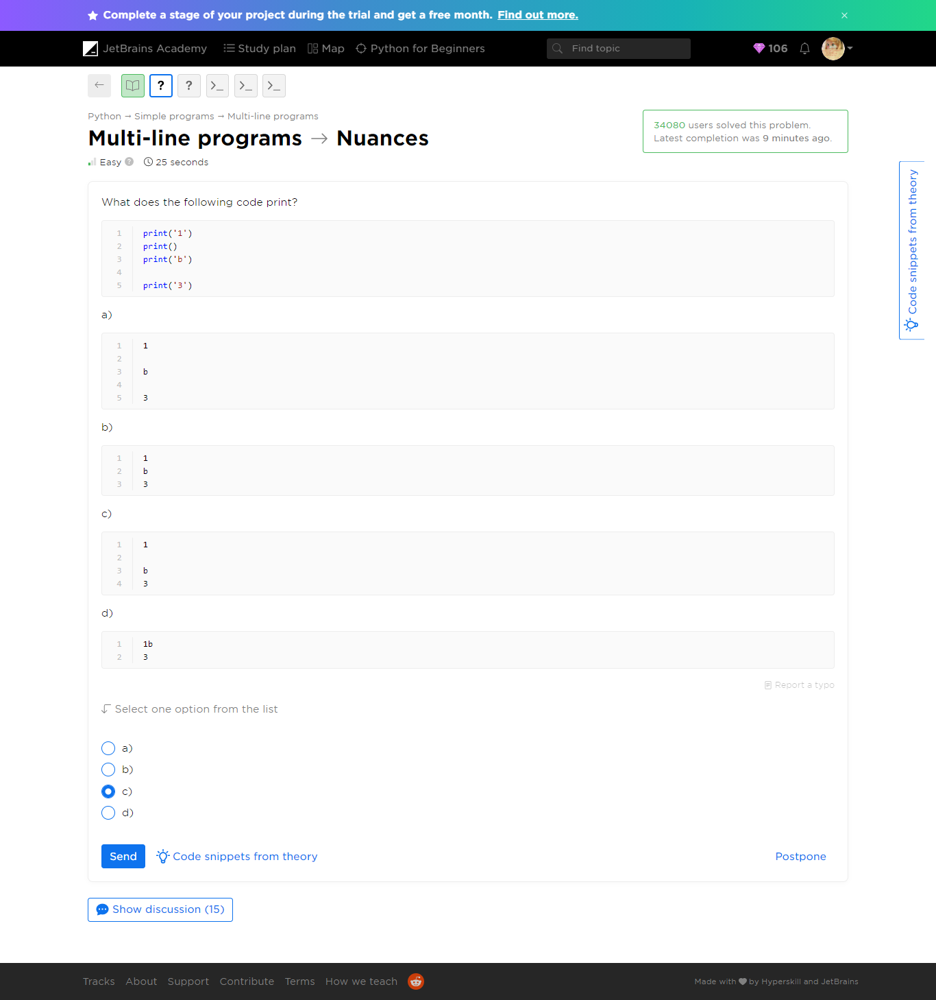 Complete a stage of your project during the trial and get a free month. Find out more. ×
JetBrains Academy Study plan Map Python for Beginners Find topic 106
? ? >_ >_ >_
Python → Simple programs → Multi-line programs
Multi-line programs → Nuances
Easy ? 25 seconds
34080 users solved this problem.
Latest completion was 9 minutes ago.
Code snippets from theory
What does the following code print?
1 print('1')
2 print()
3 print('b')
4
5 print('3')
a)
1 1
2
3 b
4
5 3
b)
1 1
2 b
3 3
c)
1 1
2
3 b
4 3
d)
1 1b
2 3
Report a typo
Select one option from the list
a)
b)
c)
d)
Send Code snippets from theory Postpone
Show discussion (15)
Tracks About Support Contribute Terms How we teach Made with ♥ by Hyperskill and JetBrains